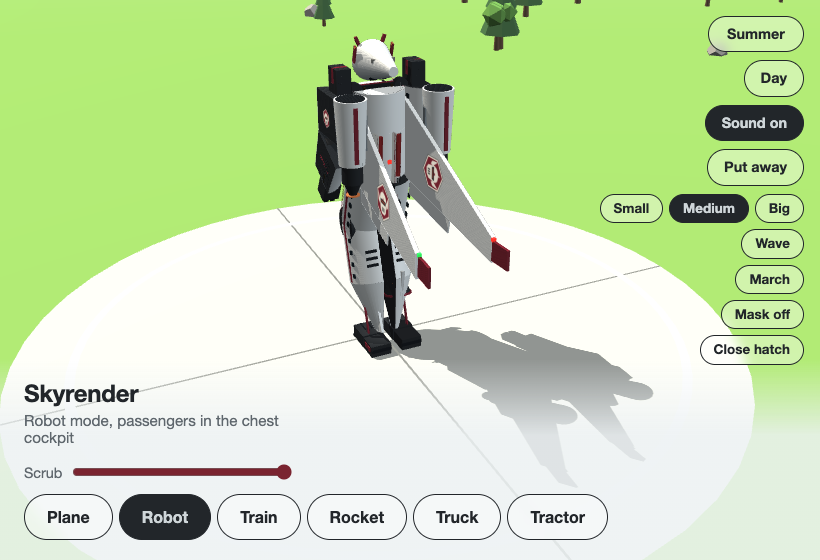 Summer
Day
Sound on
Put away
Small Medium Big
Wave
March
Mask off
Close hatch
Skyrender
Robot mode, passengers in the chest
cockpit
Scrub
Plane Robot Train Rocket Truck Tractor